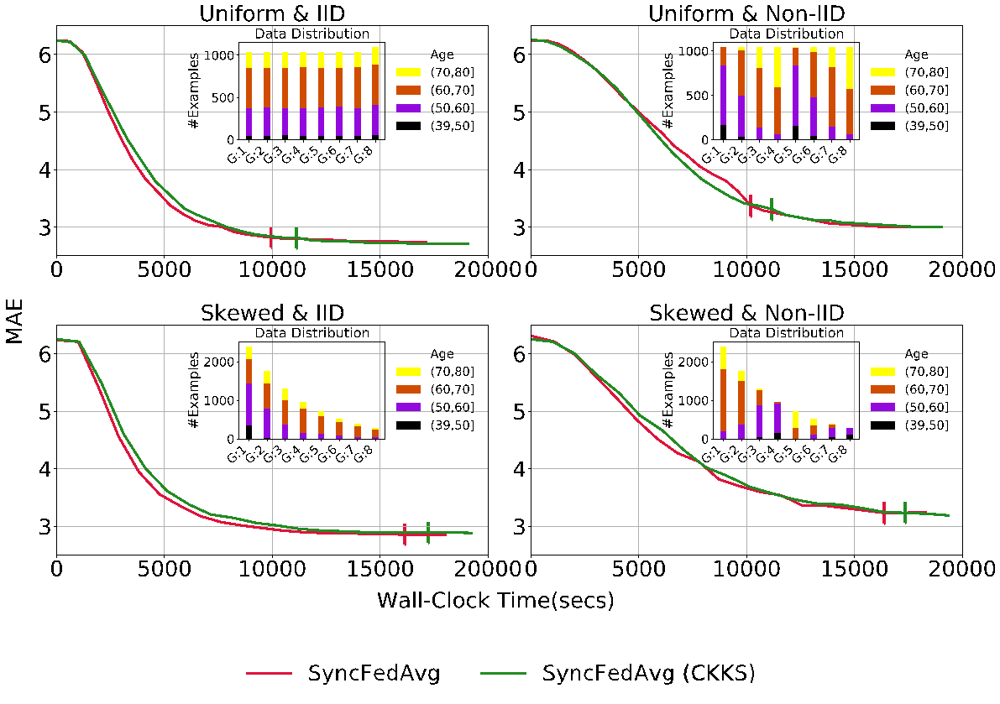 Uniform & IID
Data Distribution
#Examples
1000
500
0
G:1 G:2 G:3 G:4 G:5 G:6 G:7 G:8
Age
(70,80]
(60,70]
(50,60]
(39,50]
6
5
4
3
0 5000 10000 15000 20000
Uniform & Non-IID
Data Distribution
#Examples
1000
500
0
G:1 G:2 G:3 G:4 G:5 G:6 G:7 G:8
Age
(70,80]
(60,70]
(50,60]
(39,50]
6
5
4
3
0 5000 10000 15000 20000
MAE
Skewed & IID
Data Distribution
#Examples
2000
1000
0
G:1 G:2 G:3 G:4 G:5 G:6 G:7 G:8
Age
(70,80]
(60,70]
(50,60]
(39,50]
6
5
4
3
0 5000 10000 15000 20000
Skewed & Non-IID
Data Distribution
#Examples
2000
1000
0
G:1 G:2 G:3 G:4 G:5 G:6 G:7 G:8
Age
(70,80]
(60,70]
(50,60]
(39,50]
6
5
4
3
0 5000 10000 15000 20000
Wall-Clock Time(secs)
SyncFedAvg SyncFedAvg (CKKS)